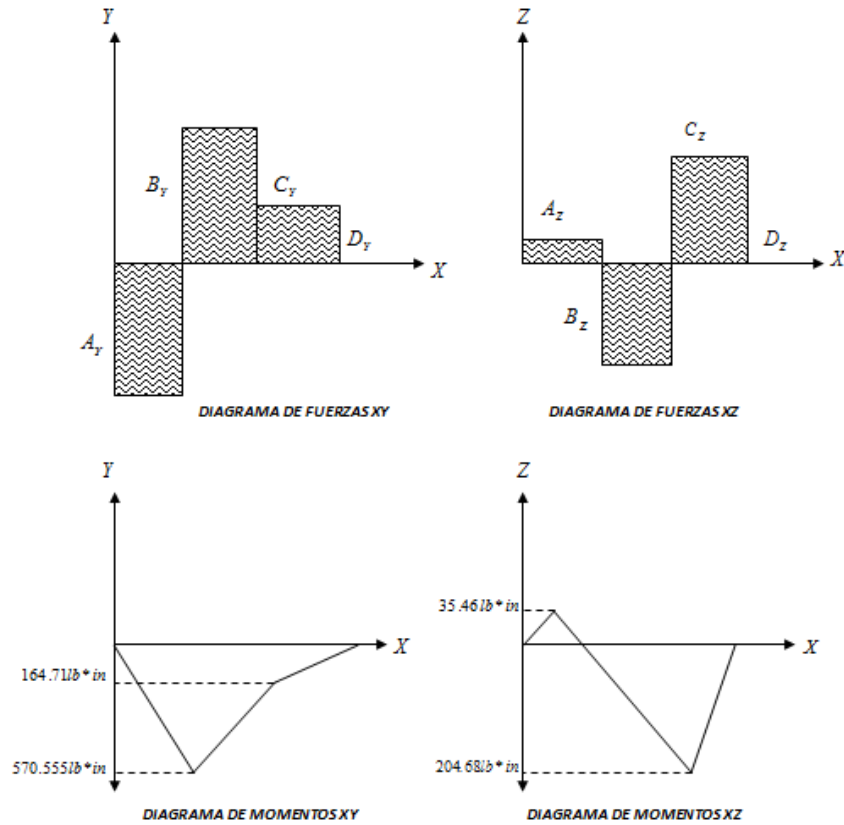 Y
B_Y
C_Y
D_Y
X
A_Y
DIAGRAMA DE FUERZAS XY
Z
C_Z
A_Z
D_Z
X
B_Z
DIAGRAMA DE FUERZAS XZ
Y
X
164.71lb*in
570.555lb*in
DIAGRAMA DE MOMENTOS XY
Z
35.46lb*in
X
204.68lb*in
DIAGRAMA DE MOMENTOS XZ